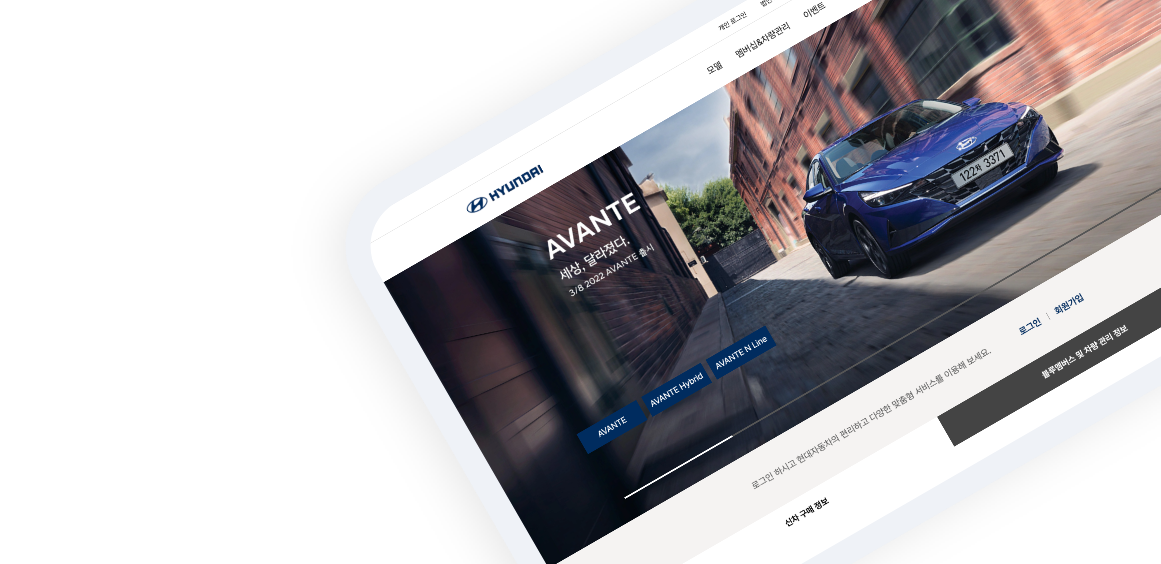 개인 로그인
모델 멤버십&차량관리 이벤트
HYUNDAI
AVANTE
세상, 달라졌다.
3/8 2022 AVANTE 출시
122차 3371
AVANTE AVANTE Hybrid AVANTE N Line
로그인 하시고 현대자동차의 편리하고 다양한 맞춤형 서비스를 이용해 보세요.
로그인 | 회원가입
신차 구매 정보
블루멤버스 및 차량 관리 정보